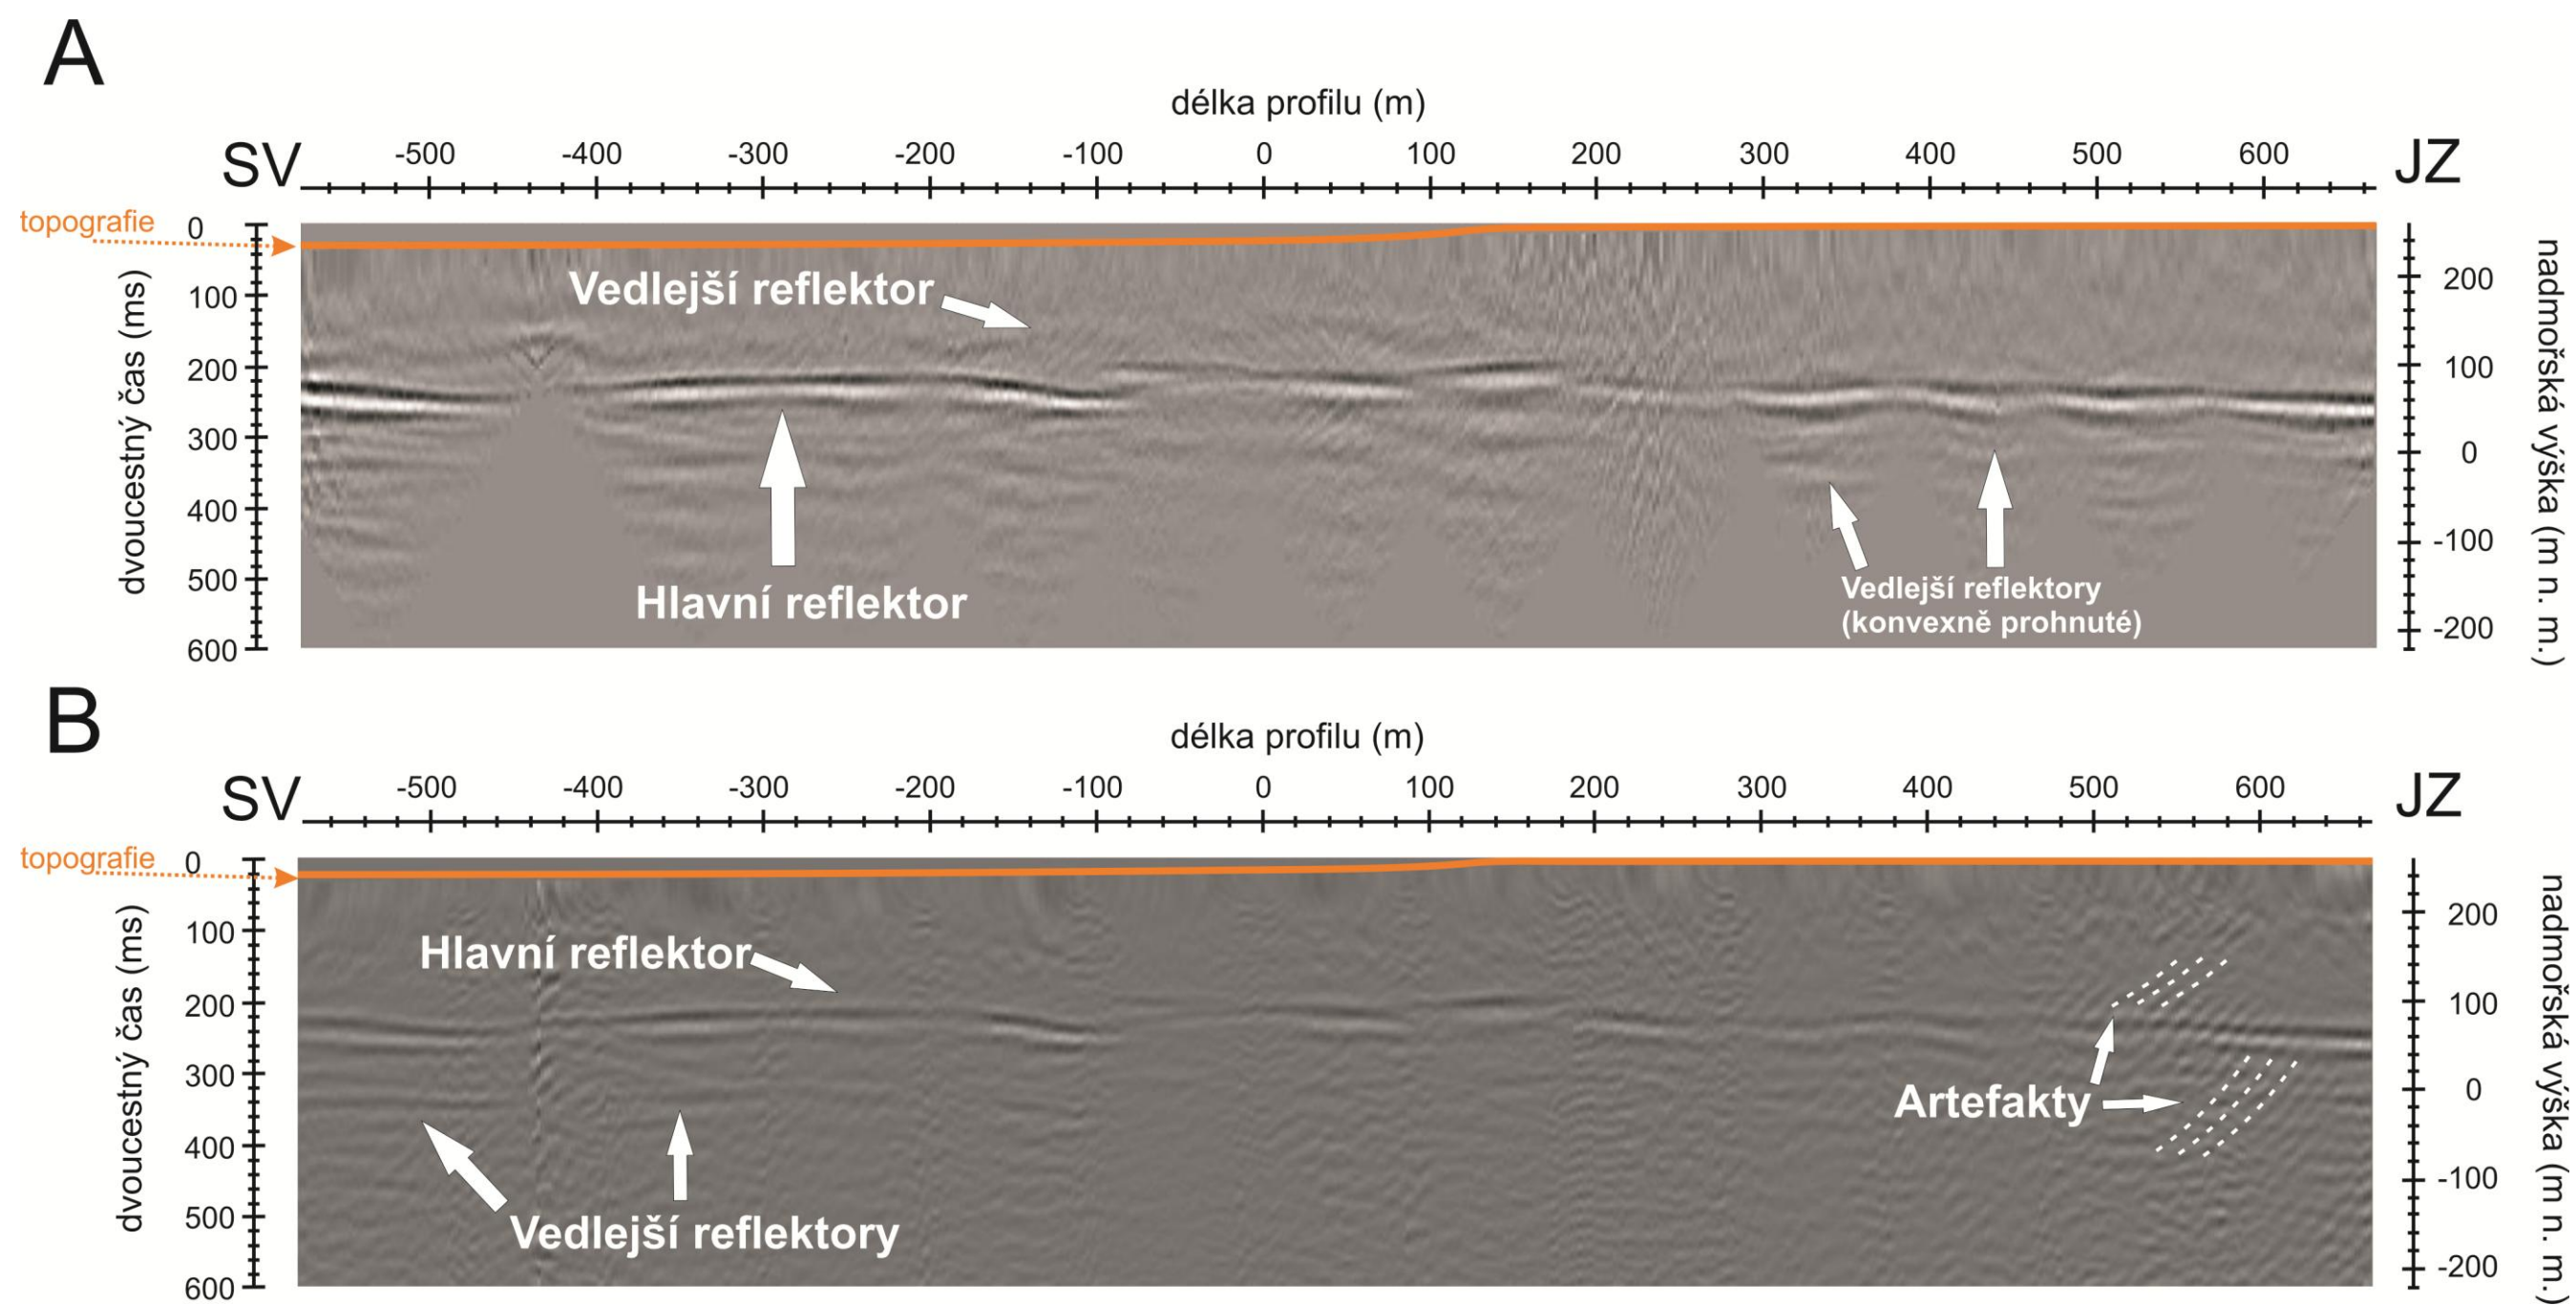 A
délka profilu (m)
SV -500 -400 -300 -200 -100 0 100 200 300 400 500 600 JZ
topografie
dvoucestný čas (ms)
0
100
200
300
400
500
600
Vedlejší reflektor
Hlavní reflektor
Vedlejší reflektory
(konvexně prohnuté)
200
100
0
-100
-200
nadmořská výška (m n. m.)
B
délka profilu (m)
SV -500 -400 -300 -200 -100 0 100 200 300 400 500 600 JZ
topografie
dvoucestný čas (ms)
0
100
200
300
400
500
600
Hlavní reflektor
Vedlejší reflektory
Artefakty
200
100
0
-100
-200
nadmořská výška (m n. m.)